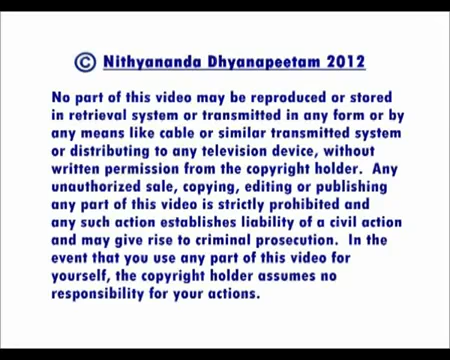 © Nithyananda Dhyanapeetam 2012
No part of this video may be reproduced or stored
in retrieval system or transmitted in any form or by
any means like cable or similar transmitted system
or distributing to any television device, without
written permission from the copyright holder.  Any
unauthorized sale, copying, editing or publishing
any part of this video is strictly prohibited and
any such action establishes liability of a civil action
and may give rise to criminal prosecution.  In the
event that you use any part of this video for
yourself, the copyright holder assumes no
responsibility for your actions.